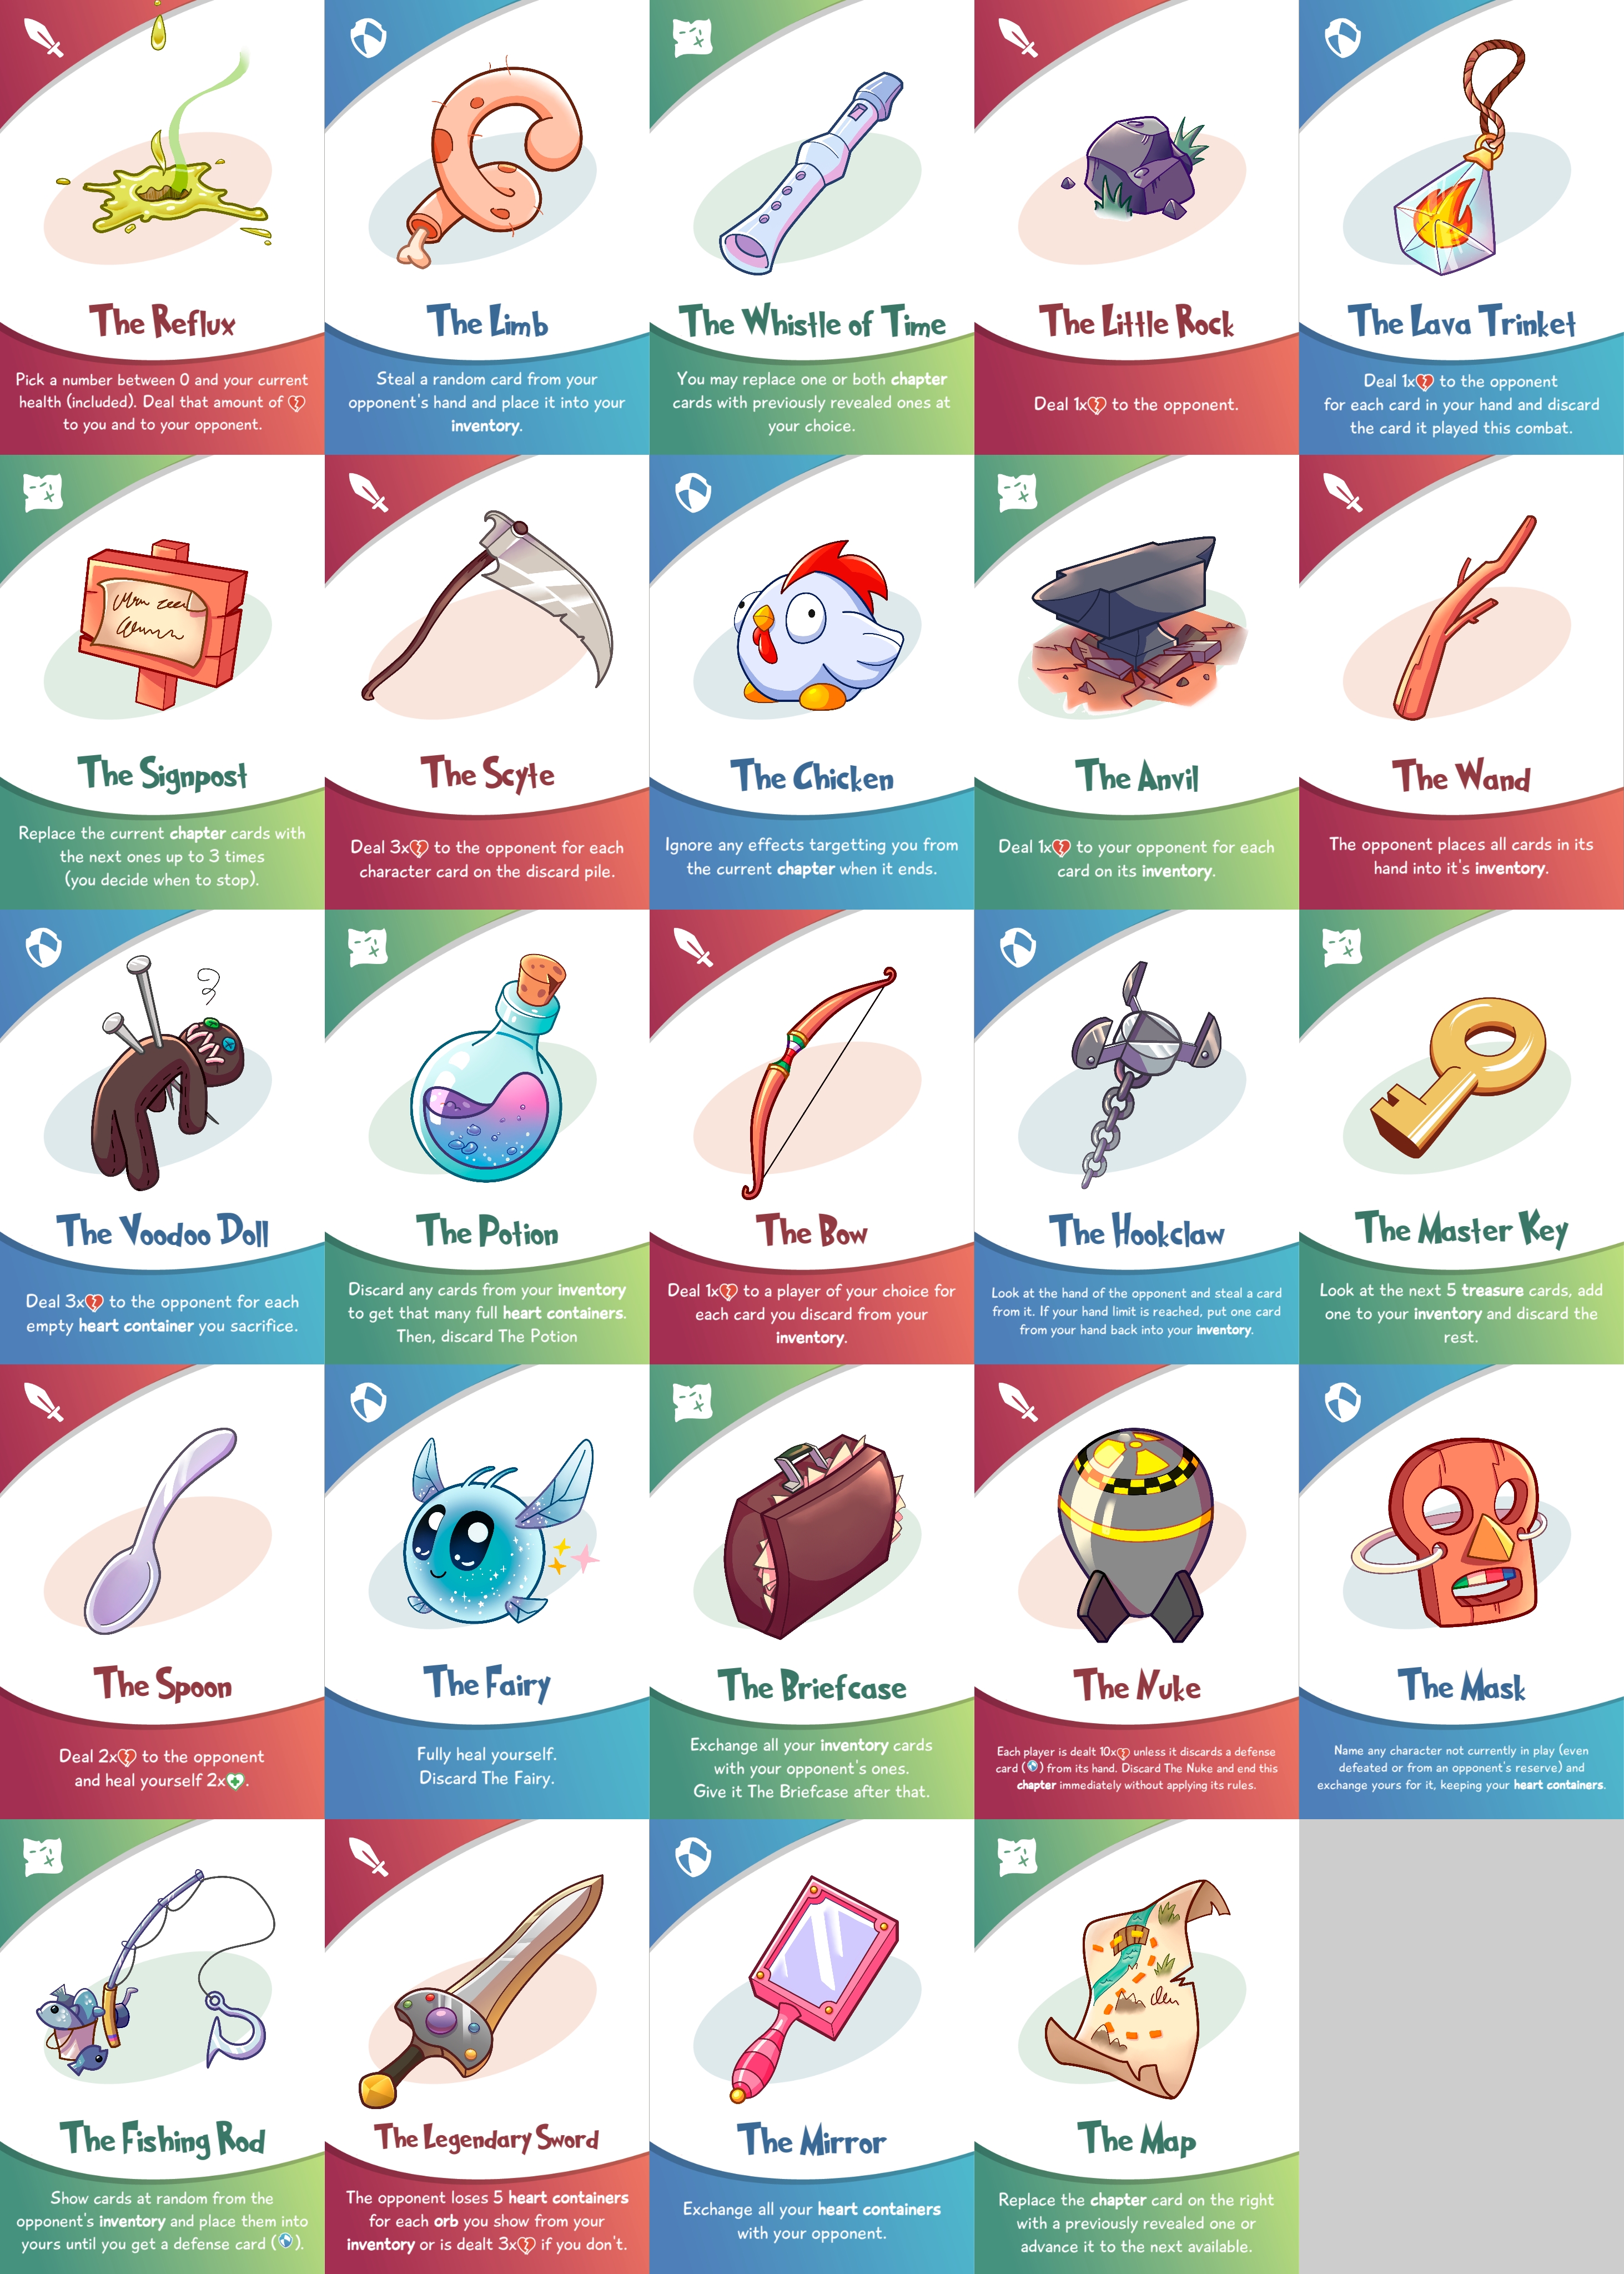 The Reflux
Pick a number between 0 and your current
health (included). Deal that amount of
to you and to your opponent.
The Limb
Steal a random card from your
opponent's hand and place it into your
inventory.
The Whistle of Time
You may replace one or both chapter
cards with previously revealed ones at
your choice.
The Little Rock
Deal 1x to the opponent.
The Lava Trinket
Deal 1x to the opponent
for each card in your hand and discard
the card it played this combat.
The Signpost
Replace the current chapter cards with
the next ones up to 3 times
(you decide when to stop).
The Scyte
Deal 3x to the opponent for each
character card on the discard pile.
The Chicken
Ignore any effects targetting you from
the current chapter when it ends.
The Anvil
Deal 1x to your opponent for each
card on its inventory.
The Wand
The opponent places all cards in its
hand into it's inventory.
The Voodoo Doll
Deal 3x to the opponent for each
empty heart container you sacrifice.
The Potion
Discard any cards from your inventory
to get that many full heart containers.
Then, discard The Potion
The Bow
Deal 1x to a player of your choice for
each card you discard from your
inventory.
The Hookclaw
Look at the hand of the opponent and steal a card
from it. If your hand limit is reached, put one card
from your hand back into your inventory.
The Master Key
Look at the next 5 treasure cards, add
one to your inventory and discard the
rest.
The Spoon
Deal 2x to the opponent
and heal yourself 2x.
The Fairy
Fully heal yourself.
Discard The Fairy.
The Briefcase
Exchange all your inventory cards
with your opponent's ones.
Give it The Briefcase after that.
The Nuke
Each player is dealt 10x unless it discards a defense
card () from its hand. Discard The Nuke and end this
chapter immediately without applying its rules.
The Mask
Name any character not currently in play (even
defeated or from an opponent's reserve) and
exchange yours for it, keeping your heart containers.
The Fishing Rod
Show cards at random from the
opponent's inventory and place them into
yours until you get a defense card ().
The Legendary Sword
The opponent loses 5 heart containers
for each orb you show from your
inventory or is dealt 3x if you don't.
The Mirror
Exchange all your heart containers
with your opponent.
The Map
Replace the chapter card on the right
with a previously revealed one or
advance it to the next available.